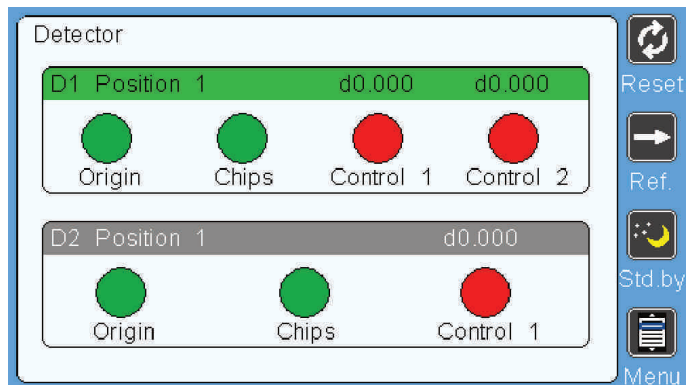 Detector
D1 Position 1 d0.000 d0.000
Origin Chips Control 1 Control 2
D2 Position 1 d0.000
Origin Chips Control 1
Reset
Ref.
Std.by
Menu